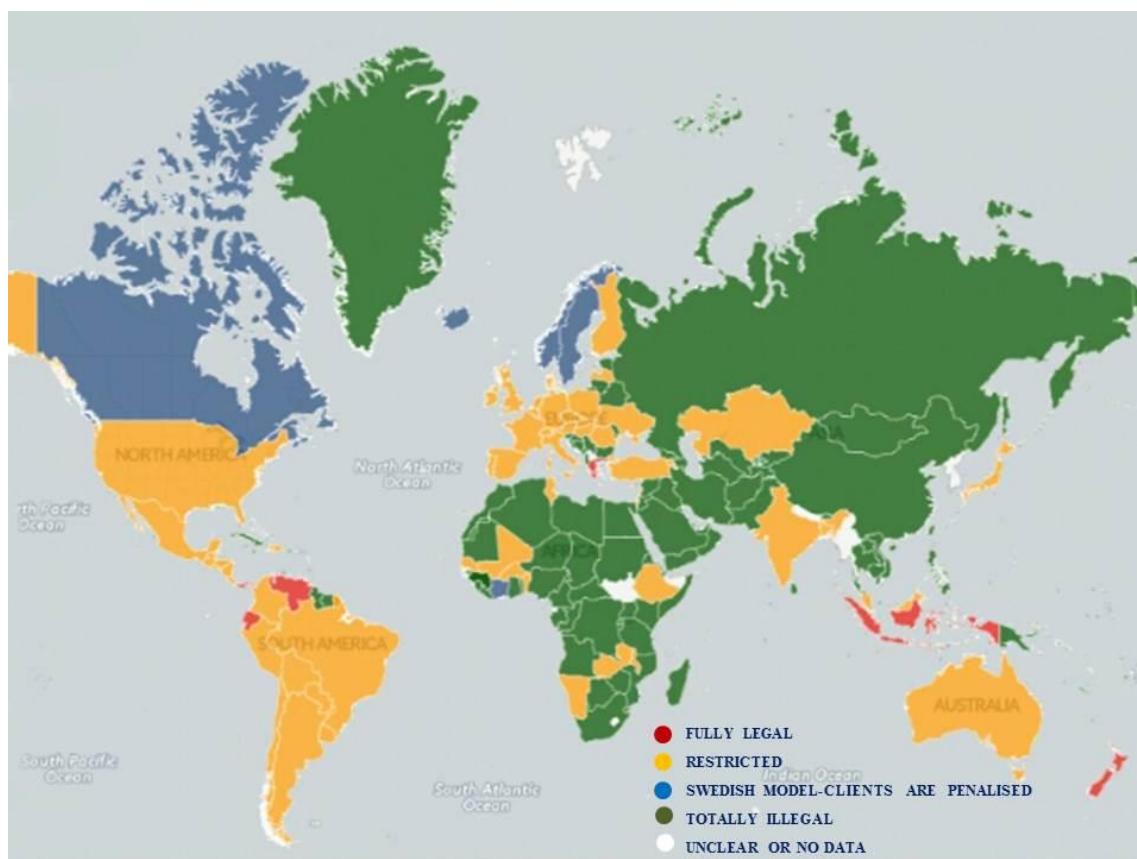 NORTH AMERICA
North Atlantic
Ocean
EUROPE
ASIA
rth Pacific
Ocean
AFRICA
SOUTH AMERICA
AUSTRALIA
South Pacific
Ocean
South Atlantic
Ocean
Indian Ocean
FULLY LEGAL
RESTRICTED
SWEDISH MODEL-CLIENTS ARE PENALISED
TOTALLY ILLEGAL
UNCLEAR OR NO DATA